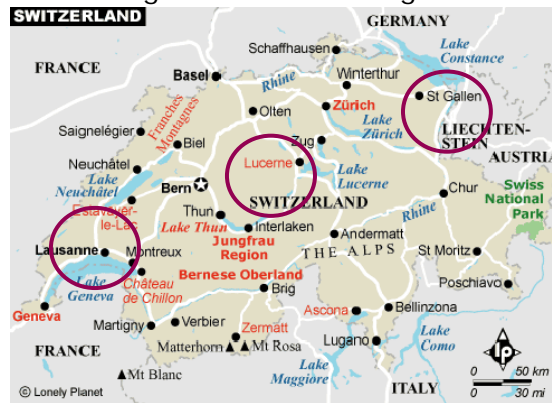 SWITZERLAND
GERMANY
Schaffhausen
Lake
Constance
FRANCE
Basel
Rhine
Winterthur
St Gallen
Franches
Montagnes
Olten
Zürich
Saignelégier
Lake
Zürich
LIECHTEN-
STEIN
Biel
Zug
AUSTRIA
Neuchâtel
Lucerne
Lake
Neuchâtel
Bern
Lake
Lucerne
Chur
Swiss
National
Park
Estavayer-
le-Lac
SWITZERLAND
Rhine
Thun
Lake Thun
Interlaken
Andermatt
Lausanne
Montreux
Jungfrau
Region
THE ALPS
St Moritz
Lake
Geneva
Château
de Chillon
Bernese Oberland
Brig
Poschiavo
Geneva
Ascona
Bellinzona
Martigny
Verbier
Zermatt
Lake
Como
Matterhorn
Mt Rosa
Lugano
FRANCE
Lake
Maggiore
lp
Mt Blanc
ITALY
0 50 km
0 30 mi
© Lonely Planet